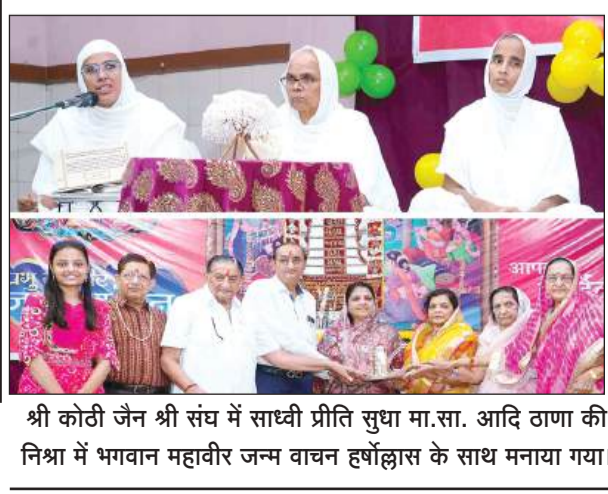 श्री कोठी जैन श्री संघ में साध्वी प्रीति सुधा मा.सा. आदि ठाणा की
निश्रा में भगवान महावीर जन्म वाचन हर्षोल्लास के साथ मनाया गया।